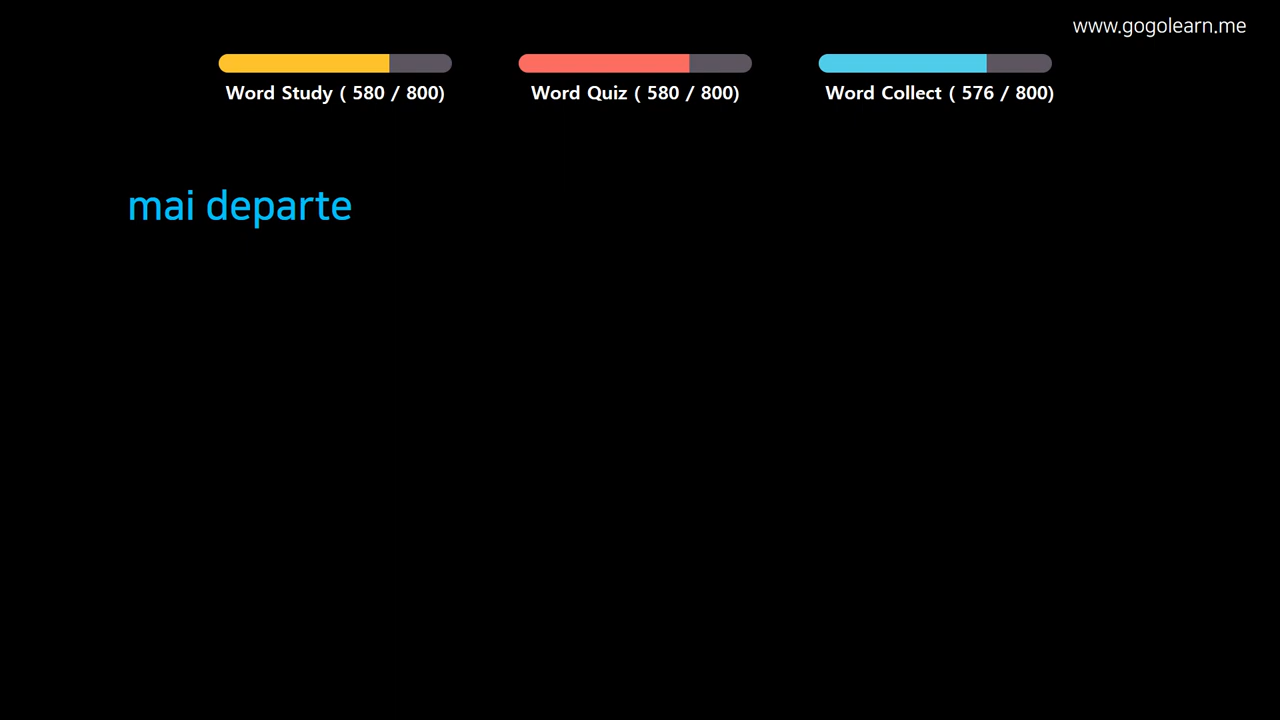 www.gogolearn.me
Word Study ( 580 / 800)
Word Quiz ( 580 / 800)
Word Collect ( 576 / 800)
mai departe